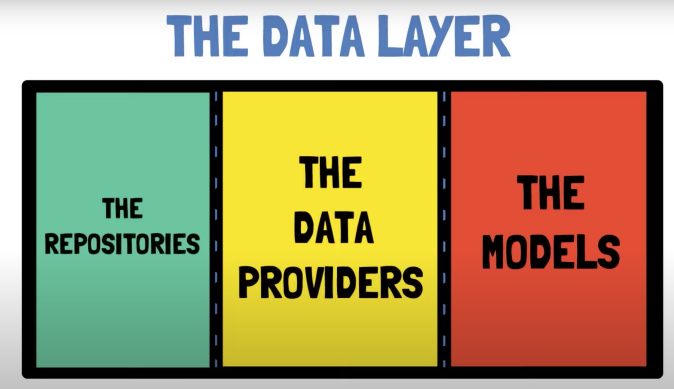 THE DATA LAYER
THE
REPOSITORIES
THE
DATA
PROVIDERS
THE
MODELS